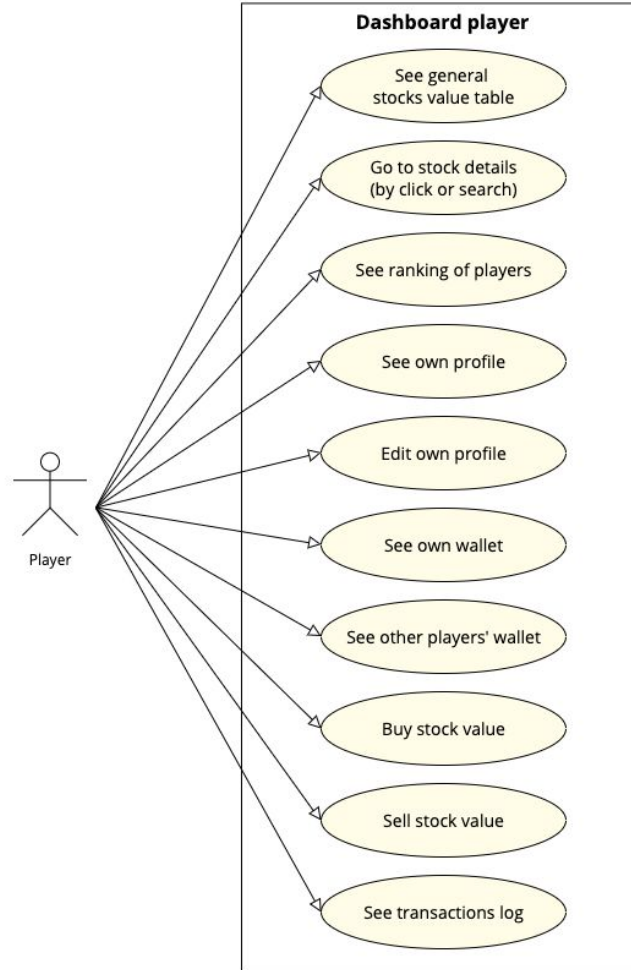 Dashboard player
See general
stocks value table
Go to stock details
(by click or search)
See ranking of players
See own profile
Edit own profile
Player
See own wallet
See other players' wallet
Buy stock value
Sell stock value
See transactions log